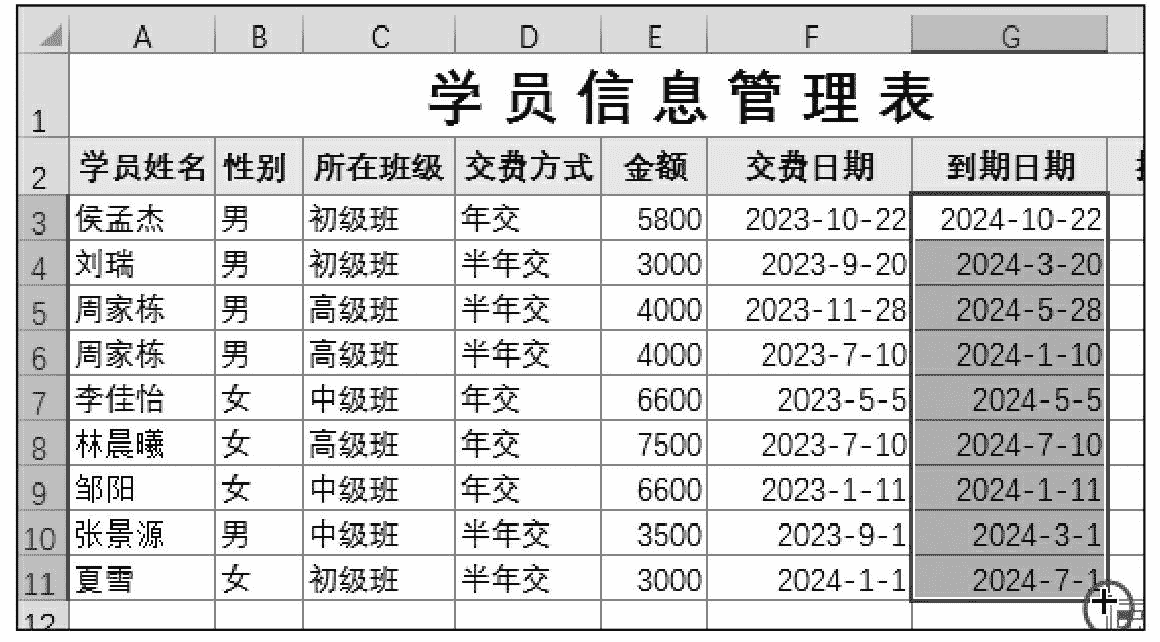 A B C D E F G
1 学员信息管理表
2 学员姓名 性别 所在班级 交费方式 金额 交费日期 到期日期
3 侯孟杰 男 初级班 年交 5800 2023-10-22 2024-10-22
4 刘瑞 男 初级班 半年交 3000 2023-9-20 2024-3-20
5 周家栋 男 高级班 半年交 4000 2023-11-28 2024-5-28
6 周家栋 男 高级班 半年交 4000 2023-7-10 2024-1-10
7 李佳怡 女 中级班 年交 6600 2023-5-5 2024-5-5
8 林晨曦 女 高级班 年交 7500 2023-7-10 2024-7-10
9 邹阳 女 中级班 年交 6600 2023-1-11 2024-1-11
10 张景源 男 中级班 半年交 3500 2023-9-1 2024-3-1
11 夏雪 女 初级班 半年交 3000 2024-1-1 2024-7-1
12